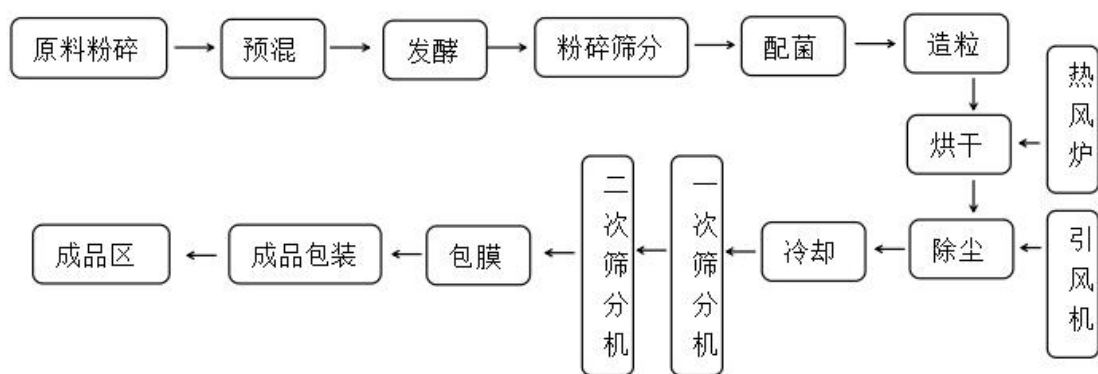 原料粉碎
预混
发酵
粉碎筛分
配菌
造粒
热风炉
烘干
二次筛分机
一次筛分机
成品区
成品包装
包膜
冷却
除尘
引风机